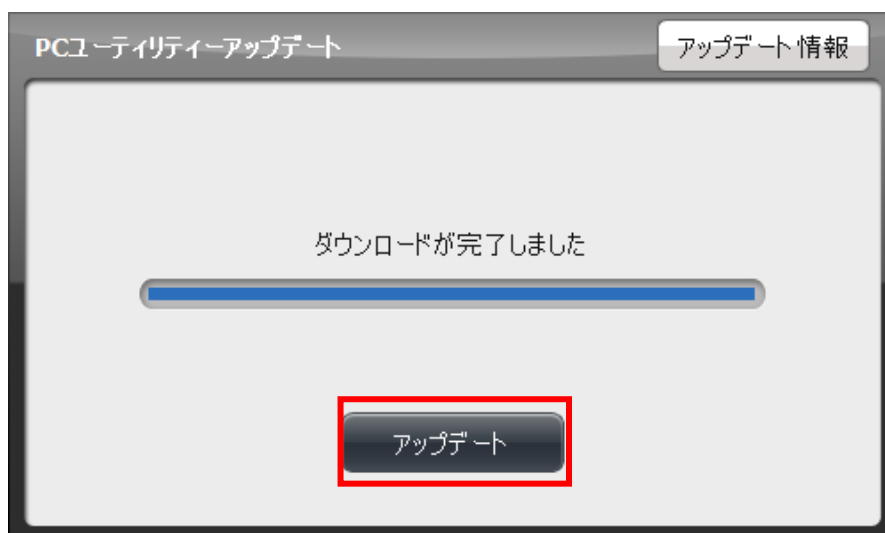 PCユーティリティーアップデート
アップデート情報
ダウンロードが完了しました
アップデート